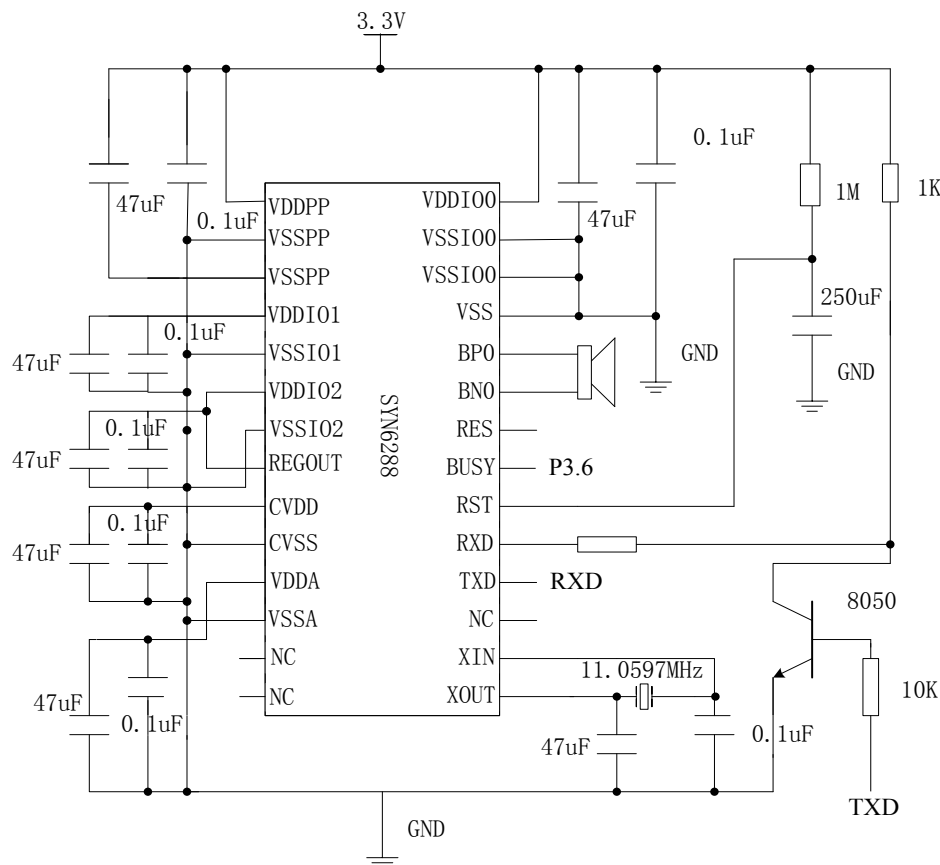 3.3V
0.1uF
47uF
0.1uF
0.1uF
47uF
1M
1K
VDDPP
VSSPP
VSSPP
VDDIO1
VSSIO1
VDDIO2
VSSIO2
REGOUT
CVDD
CVSS
VDDA
VSSA
NC
NC
SYN6288
VDDIO0
VSSIO0
VSSIO0
VSS
BP0
BN0
RES
BUSY
RST
RXD
TXD
NC
XIN
XOUT
250uF
GND
GND
0.1uF
47uF
0.1uF
47uF
P3.6
0.1uF
47uF
RXD
8050
11.0597MHz
10K
47uF
0.1uF
47uF
0.1uF
TXD
GND